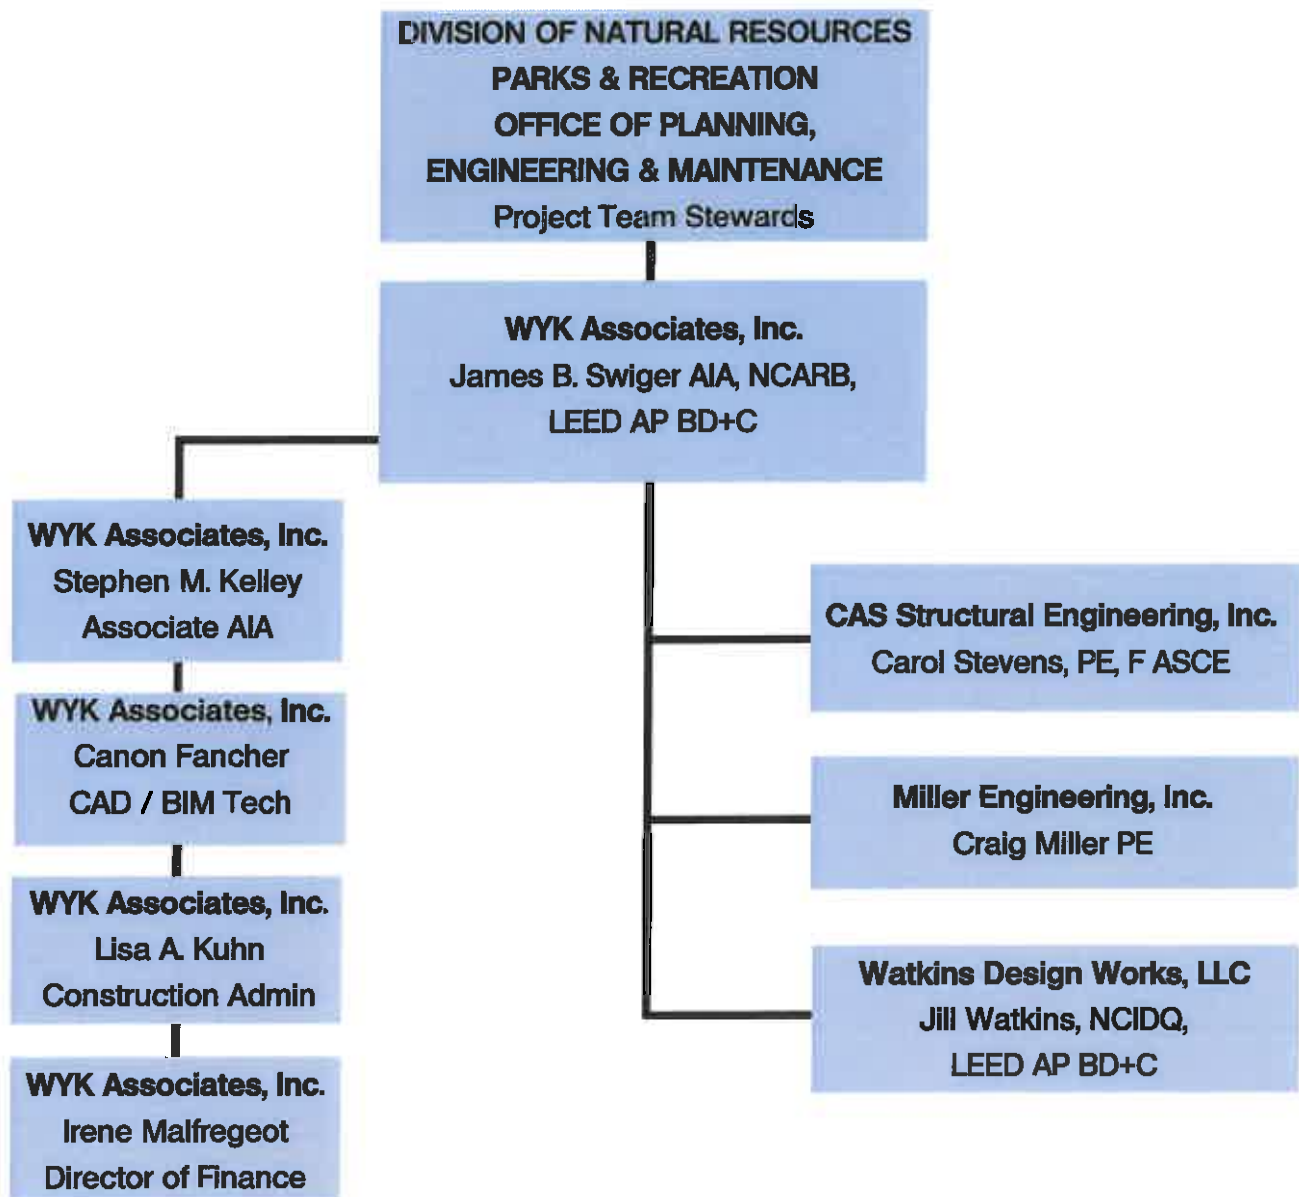 DIVISION OF NATURAL RESOURCES
PARKS & RECREATION
OFFICE OF PLANNING,
ENGINEERING & MAINTENANCE
Project Team Stewards
WYK Associates, Inc.
James B. Swiger AIA, NCARB,
LEED AP BD+C
WYK Associates, Inc.
Stephen M. Kelley
Associate AIA
WYK Associates, Inc.
Canon Fancher
CAD / BIM Tech
WYK Associates, Inc.
Lisa A. Kuhn
Construction Admin
WYK Associates, Inc.
Irene Malfregeot
Director of Finance
CAS Structural Engineering, Inc.
Carol Stevens, PE, F ASCE
Miller Engineering, Inc.
Craig Miller PE
Watkins Design Works, LLC
Jill Watkins, NCIDQ,
LEED AP BD+C